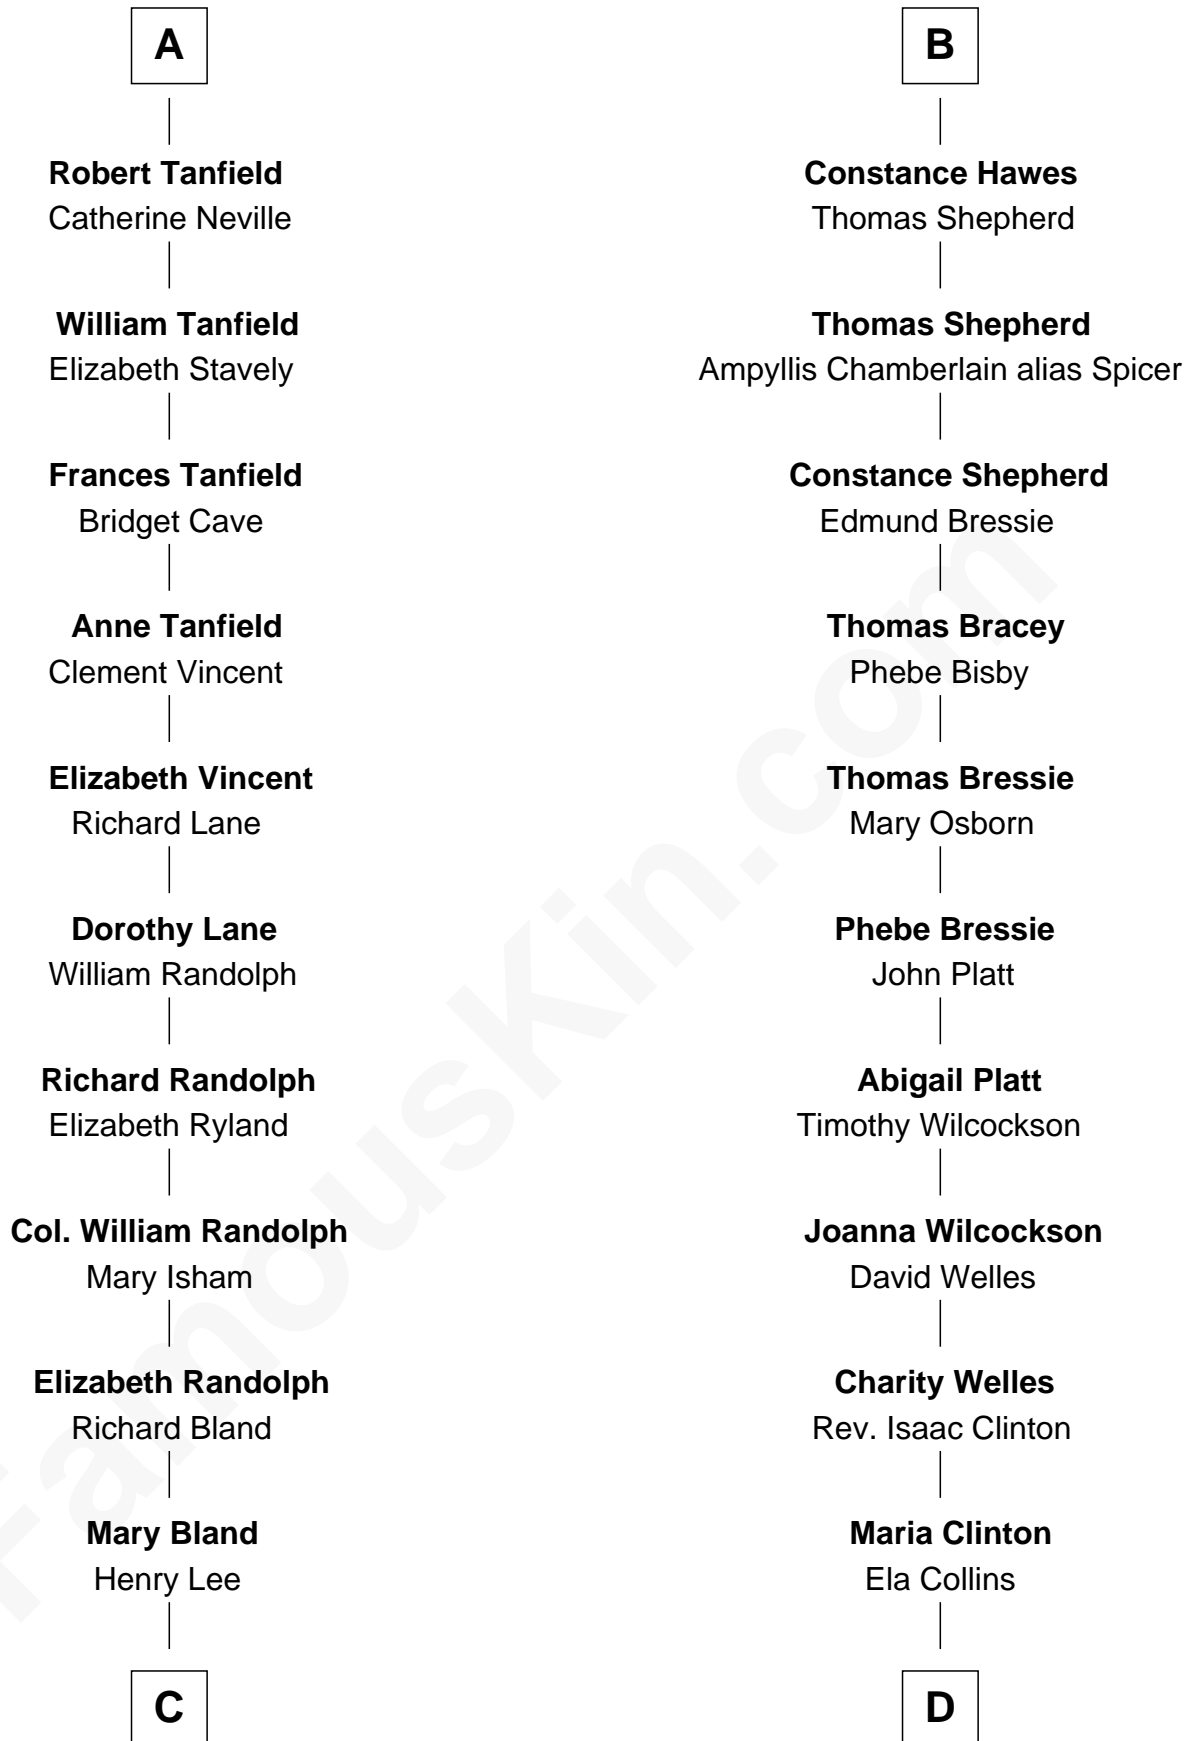 A
Robert Tanfield
Catherine Neville
William Tanfield
Elizabeth Stavely
Frances Tanfield
Bridget Cave
Anne Tanfield
Clement Vincent
Elizabeth Vincent
Richard Lane
Dorothy Lane
William Randolph
Richard Randolph
Elizabeth Ryland
Col. William Randolph
Mary Isham
Elizabeth Randolph
Richard Bland
Mary Bland
Henry Lee
C
B
Constance Hawes
Thomas Shepherd
Thomas Shepherd
Ampyllis Chamberlain alias Spicer
Constance Shepherd
Edmund Bressie
Thomas Bracey
Phebe Bisby
Thomas Bressie
Mary Osborn
Phebe Bressie
John Platt
Abigail Platt
Timothy Wilcockson
Joanna Wilcockson
David Welles
Charity Welles
Rev. Isaac Clinton
Maria Clinton
Ela Collins
D
FamousKin.com